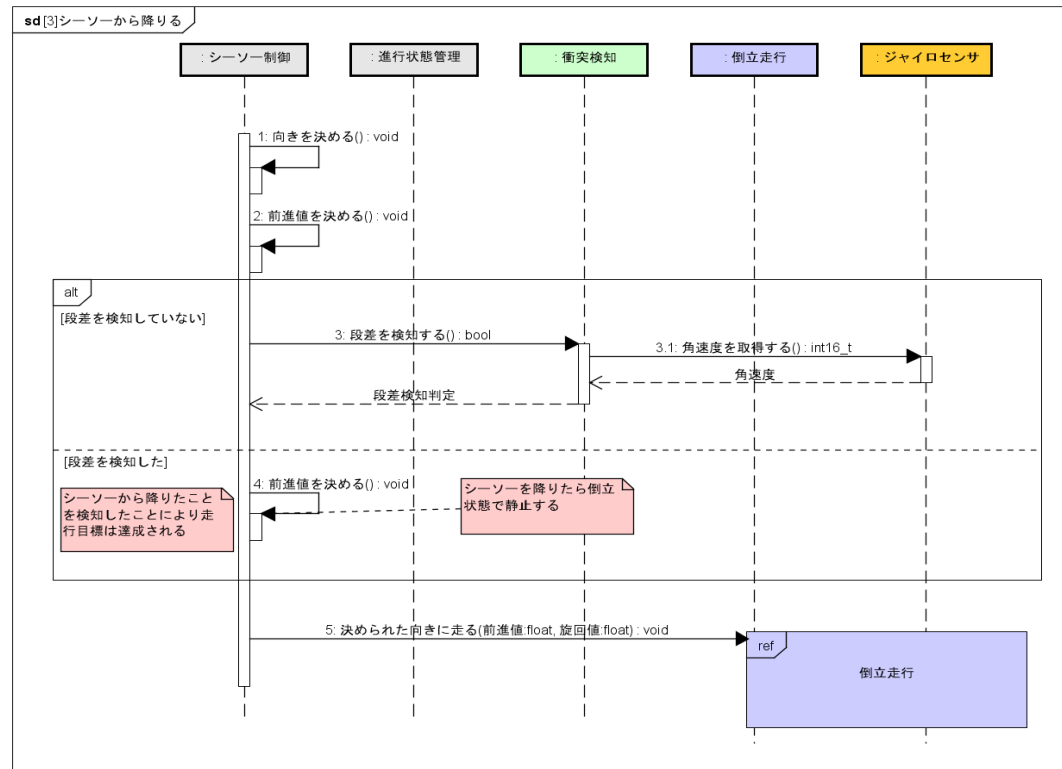 sd [3]シーソーから降りる
: シーソー制御
: 進行状態管理
: 衝突検知
: 倒立走行
: ジャイロセンサ
1: 向きを決める() : void
2: 前進値を決める() : void
alt
[段差を検知していない]
3: 段差を検知する() : bool
3.1: 角速度を取得する() : int16_t
角速度
段差検知判定
[段差を検知した]
4: 前進値を決める() : void
シーソーから降りたこと
を検知したことにより走
行目標は達成される
シーソーを降りたら倒立
状態で静止する
5: 決められた向きに走る(前進値:float, 旋回値:float) : void
ref
倒立走行